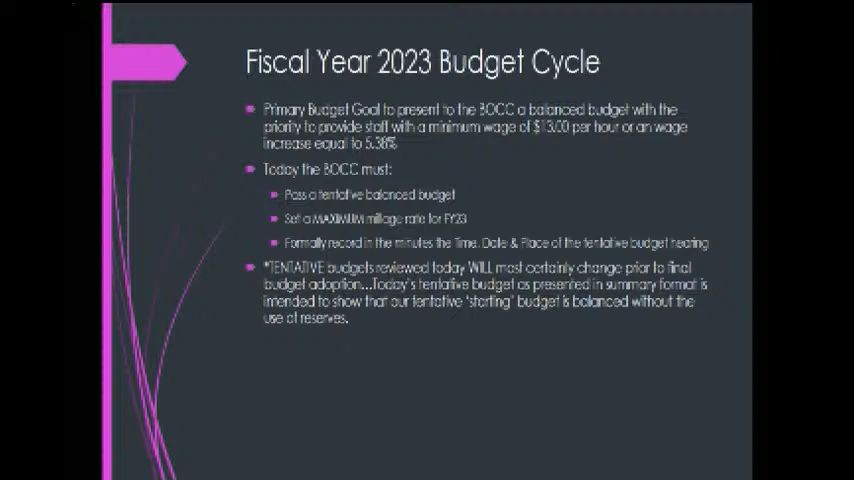 Fiscal Year 2023 Budget Cycle
Primary Budget Goal to present to the BOCC a balanced budget with the
priority to provide staff with a minimum wage of $13.00 per hour or an wage
increase equal to 5.38%
Today the BOCC must:
Pass a tentative balanced budget
Set a MAXIMUM millage rate for FY23
Formally record in the minutes the Time, Date & Place of the tentative budget hearing
*TENTATIVE budgets reviewed today WILL most certainly change prior to final
budget adoption...Today's tentative budget as presented in summary format is
intended to show that our tentative 'starting' budget is balanced without the
use of reserves.